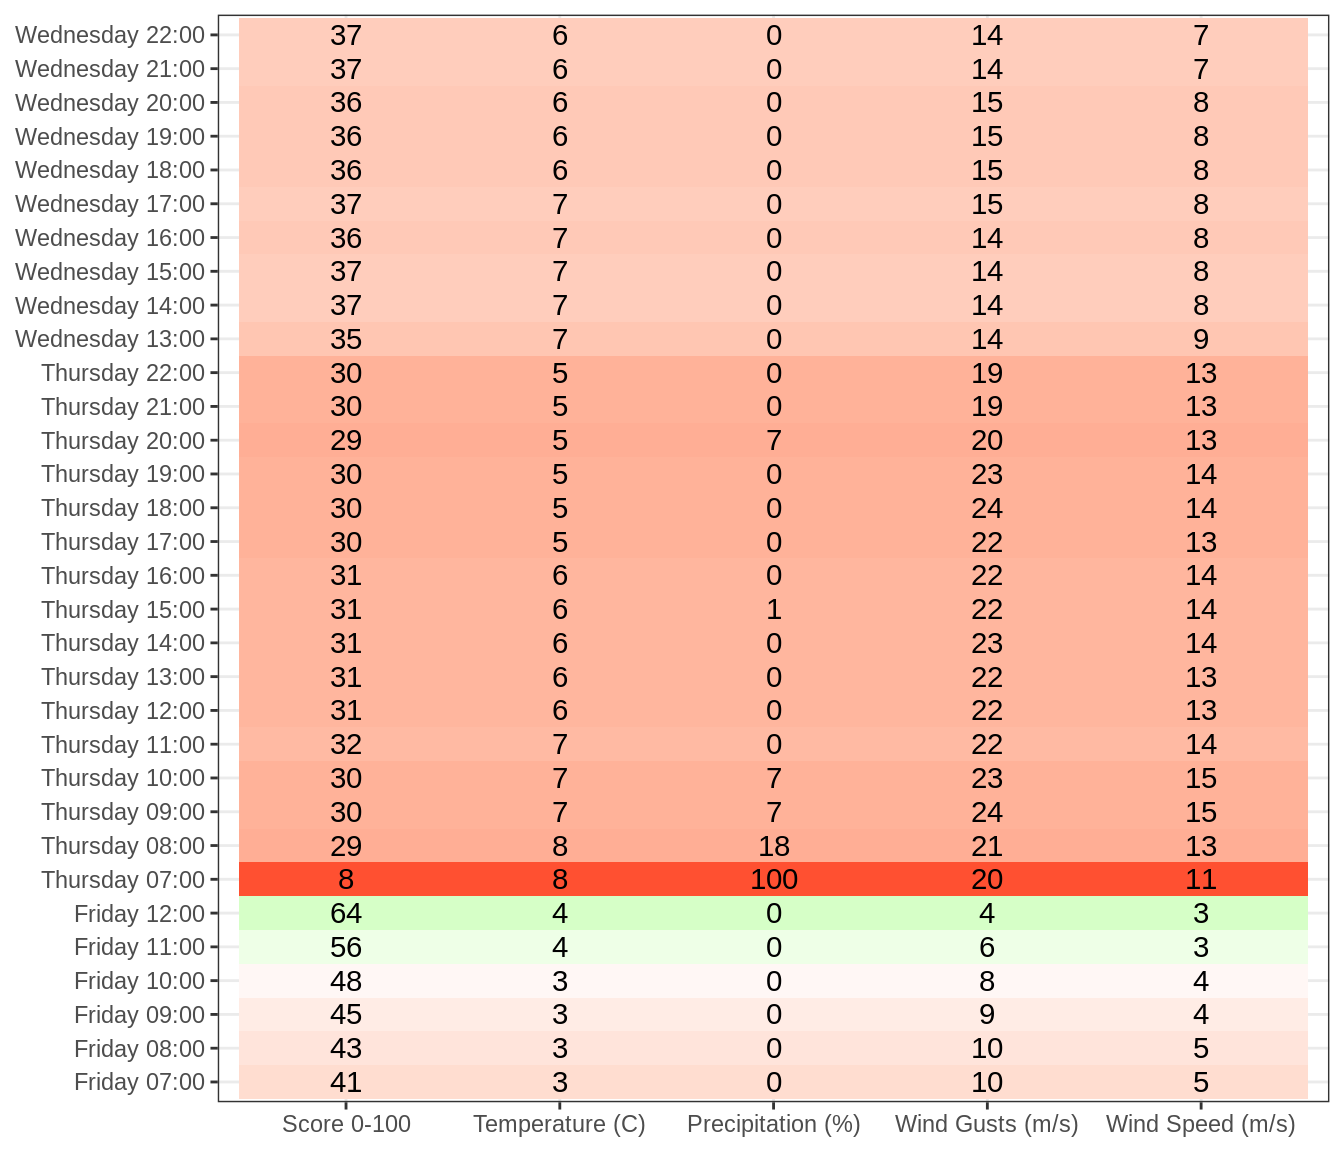 Wednesday 22:00 37 6 0 14 7
Wednesday 21:00 37 6 0 14 7
Wednesday 20:00 36 6 0 15 8
Wednesday 19:00 36 6 0 15 8
Wednesday 18:00 36 6 0 15 8
Wednesday 17:00 37 7 0 15 8
Wednesday 16:00 36 7 0 14 8
Wednesday 15:00 37 7 0 14 8
Wednesday 14:00 37 7 0 14 8
Wednesday 13:00 35 7 0 14 9
Thursday 22:00 30 5 0 19 13
Thursday 21:00 30 5 0 19 13
Thursday 20:00 29 5 7 20 13
Thursday 19:00 30 5 0 23 14
Thursday 18:00 30 5 0 24 14
Thursday 17:00 30 5 0 22 13
Thursday 16:00 31 6 0 22 14
Thursday 15:00 31 6 1 22 14
Thursday 14:00 31 6 0 23 14
Thursday 13:00 31 6 0 22 13
Thursday 12:00 31 6 0 22 13
Thursday 11:00 32 7 0 22 14
Thursday 10:00 30 7 7 23 15
Thursday 09:00 30 7 7 24 15
Thursday 08:00 29 8 18 21 13
Thursday 07:00 8 8 100 20 11
Friday 12:00 64 4 0 4 3
Friday 11:00 56 4 0 6 3
Friday 10:00 48 3 0 8 4
Friday 09:00 45 3 0 9 4
Friday 08:00 43 3 0 10 5
Friday 07:00 41 3 0 10 5
Score 0-100 Temperature (C) Precipitation (%) Wind Gusts (m/s) Wind Speed (m/s)